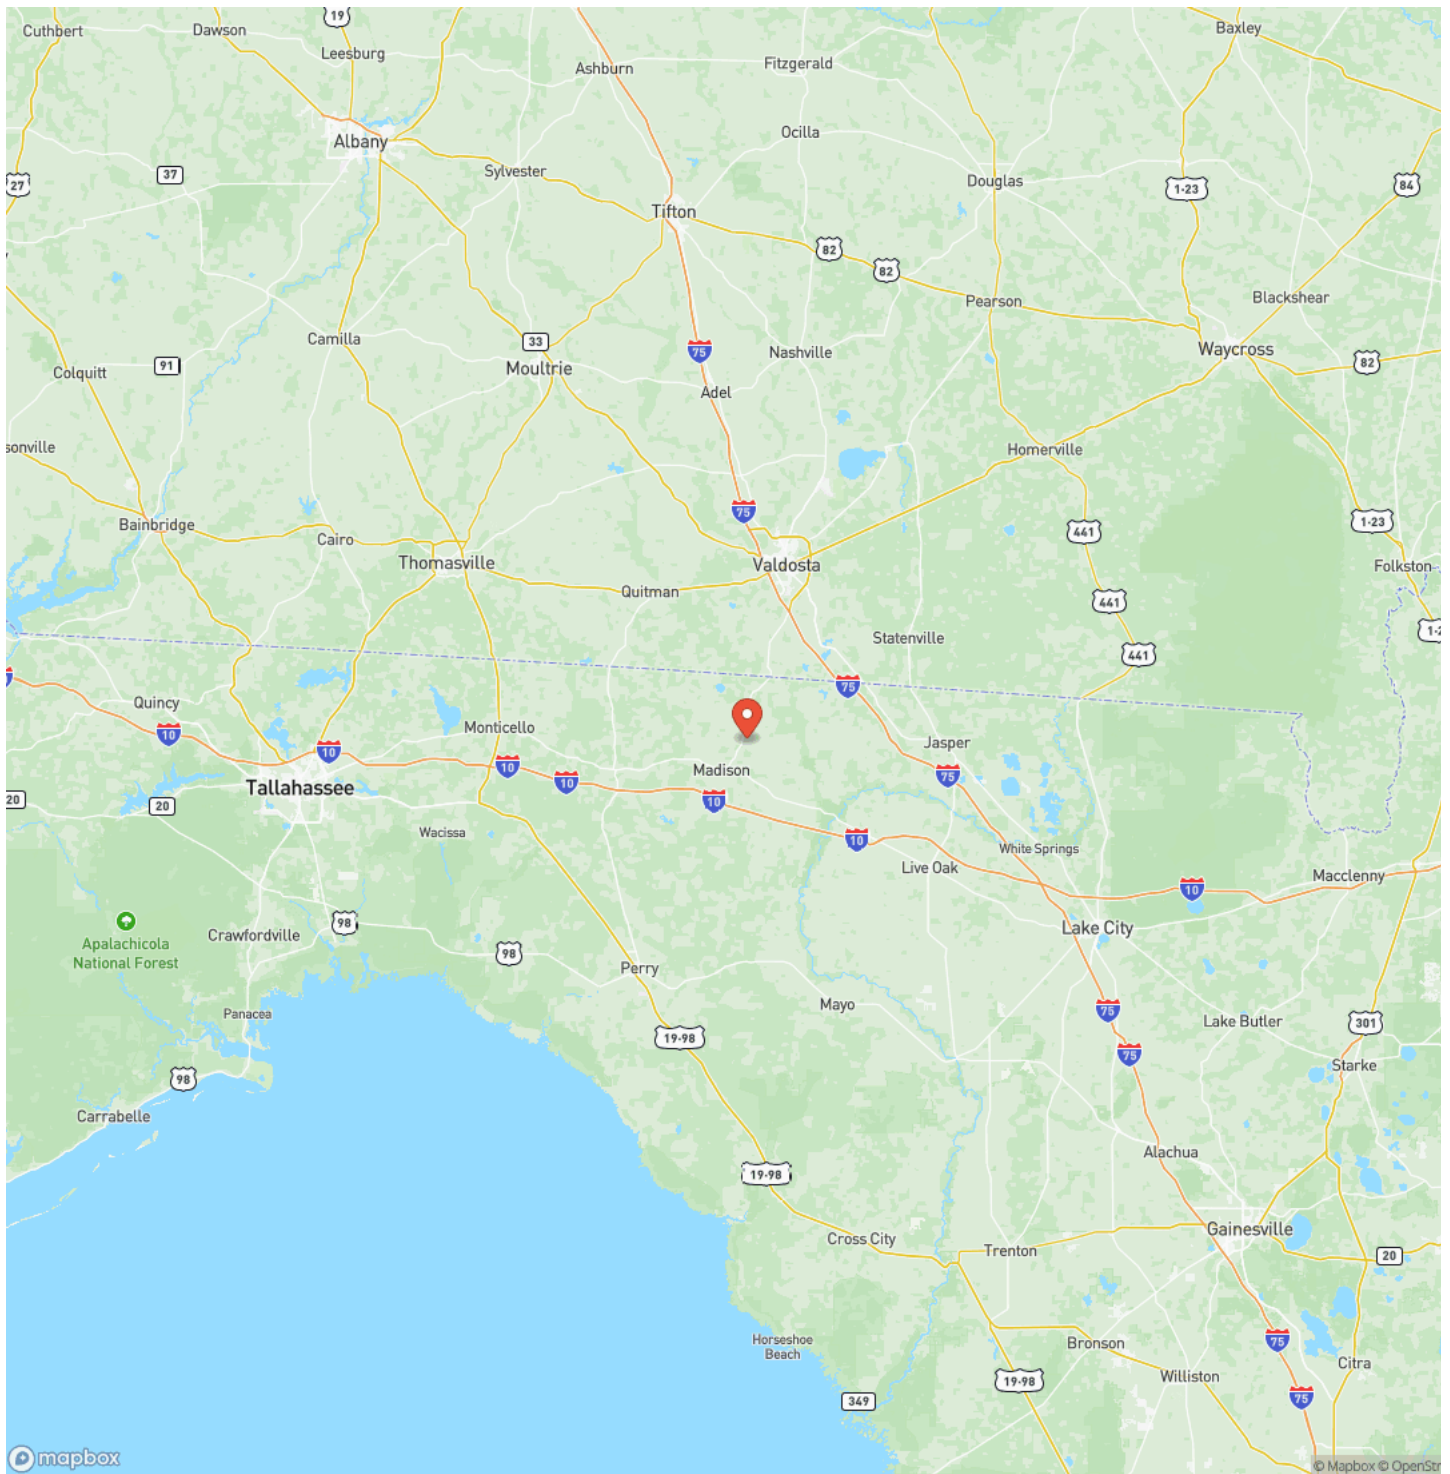 19
Cuthbert
Dawson
Leesburg
Ashburn
Fitzgerald
Baxley
Albany
Ocilla
Sylvester
37
27
Douglas
1-23
84
Tifton
82
82
Pearson
Blackshear
Camilla
33
75
Nashville
Waycross
91
Colquitt
Moultrie
82
Adel
sonville
Homerville
75
Bainbridge
1-23
441
Cairo
Thomasville
Valdosta
Folkston
Quitman
441
Statenville
1-2
441
75
Quincy
Monticello
10
10
Jasper
10
Madison
75
10
Tallahassee
10
20
20
Wacissa
10
White Springs
Live Oak
Macclenny
10
98
Lake City
Apalachicola
National Forest
Crawfordville
98
Perry
Mayo
Panacea
75
Lake Butler
301
19-98
75
Starke
98
Carrabelle
Alachua
19-98
Gainesville
Cross City
Trenton
20
Horseshoe
Beach
Bronson
75
Citra
Williston
19-98
349
75
mapbox
© Mapbox © OpenStr